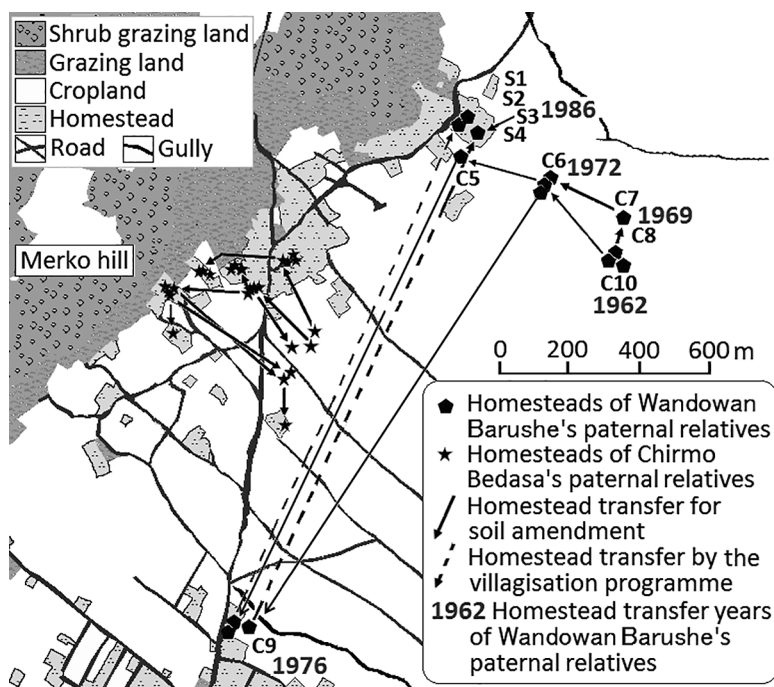 Shrub grazing land
Grazing land
Cropland
Homestead
Road Gully
S1
S2
S3 1986
S4
C5
C6
1972
C7
1969
C8
C10
1962
Merko hill
0 200 400 600 m
Homesteads of Wandowan
Barushe's paternal relatives
Homesteads of Chirmo
Bedasa's paternal relatives
Homestead transfer for
soil amendment
Homestead transfer by the
villagisation programme
1962 Homestead transfer years
of Wandowan Barushe's
paternal relatives
C9
1976